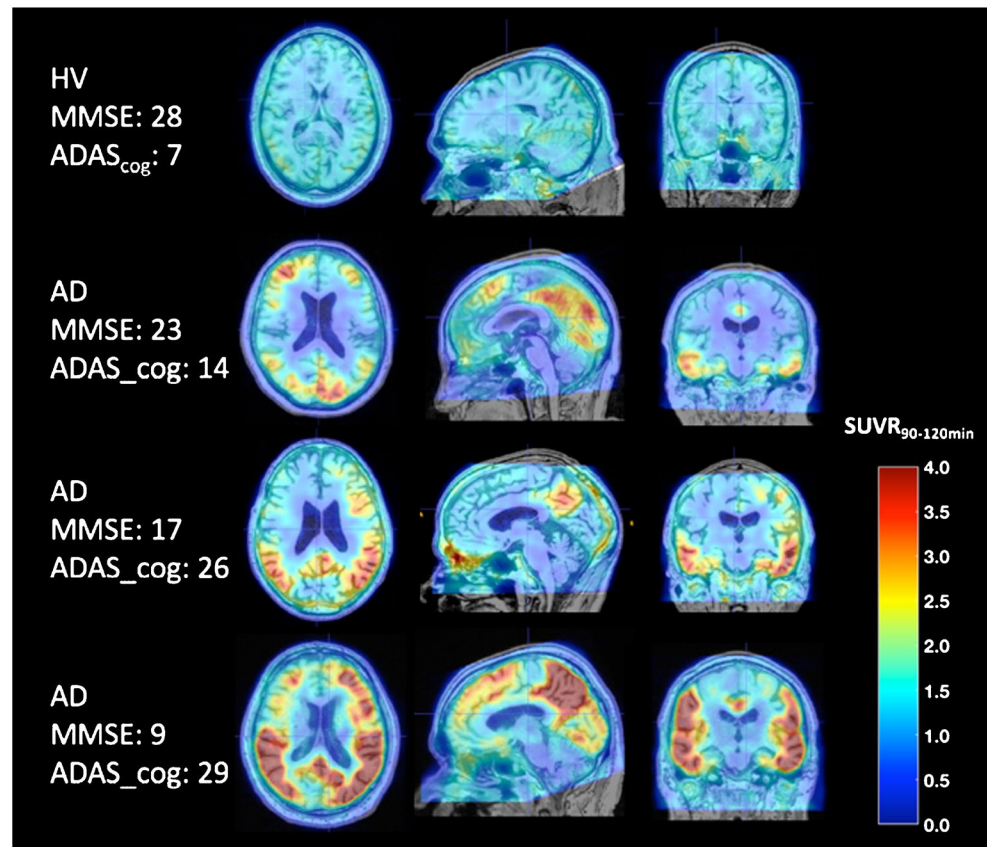 HV
MMSE: 28
ADAScog: 7
AD
MMSE: 23
ADAS_cog: 14
AD
MMSE: 17
ADAS_cog: 26
AD
MMSE: 9
ADAS_cog: 29
SUVR90-120min
4.0
3.5
3.0
2.5
2.0
1.5
1.0
0.5
0.0